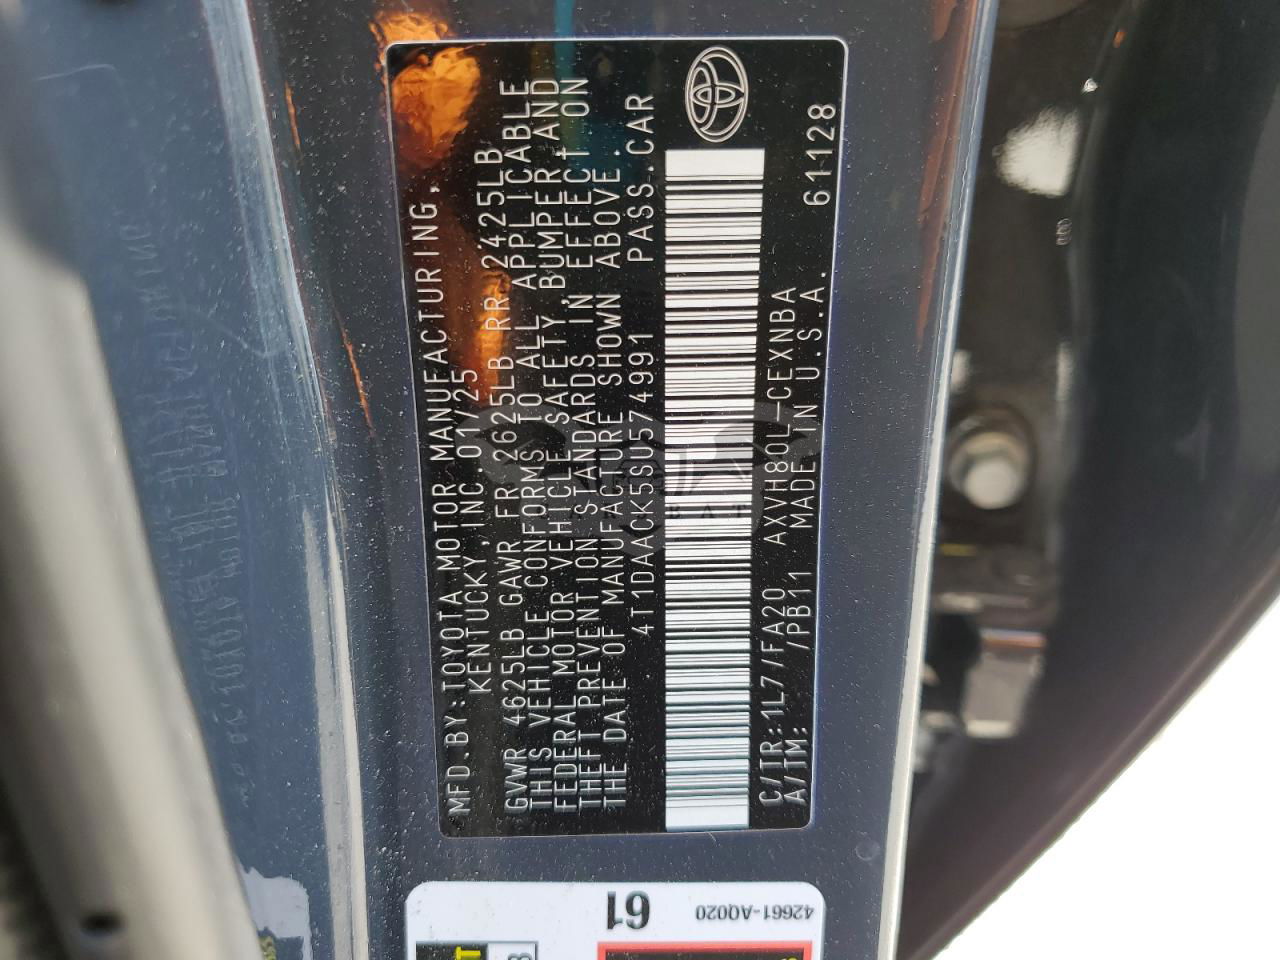 MFD.BY:TOYOTA MOTOR MANUFACTURING,
KENTUCKY,INC.01/25
GVWR 4625LB GAWR FR 2625LB RR 2425LB
THIS VEHICLE CONFORMS TO ALL APPLICABLE
FEDERAL MOTOR VEHICLE SAFETY,BUMPER AND
THEFT PREVENTION STANDARDS IN EFFECT ON
THE DATE OF MANUFACTURE SHOWN ABOVE.
4T1DAACK5SU574991 PASS.CAR
C/TR:1L7/FA20 AXVH80L-CEXNBA
A/TM: /PB11 MADE IN U.S.A. 61128
61
42661-AQ020